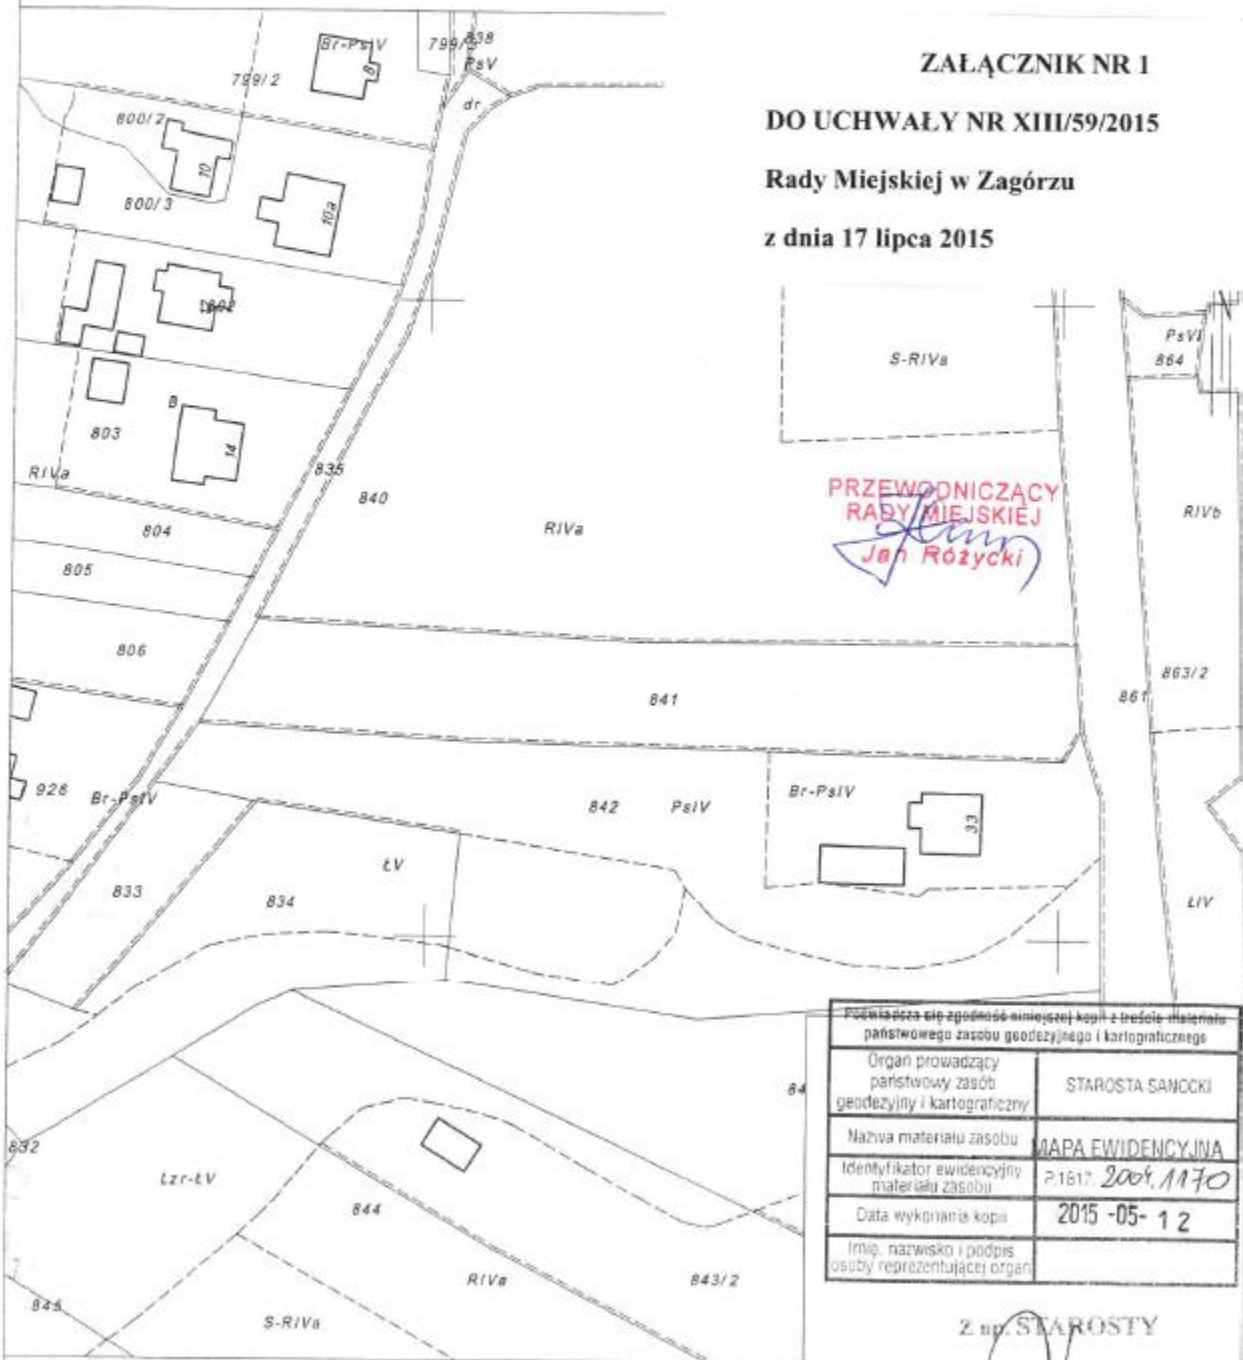 ZAŁĄCZNIK NR 1
DO UCHWAŁY NR XIII/59/2015
Rady Miejskiej w Zagórzu
z dnia 17 lipca 2015
Br-PsIV
8
799/2
838
PsV
dr
800/2
10
800/3
10a
803
B
14
RIVa
835
840
RIVa
804
805
806
S-RIVa
PsVI
864
RIVb
PRZEWODNICZĄCY
RADY MIEJSKIEJ
Jan Różycki
841
861
863/2
926
Br-PsIV
842
PsIV
Br-PsIV
33
833
834
ŁV
ŁIV
832
Lzr-ŁV
844
RIVa
843/2
845
S-RIVa
Poświadcza się zgodność niniejszej kopii z treścią materiału
państwowego zasobu geodezyjnego i kartograficznego
Organ prowadzący
państwowy zasób
geodezyjny i kartograficzny
STAROSTA SANOCKI
Nazwa materiału zasobu
MAPA EWIDENCYJNA
Identyfikator ewidencyjny
materiału zasobu
P.1817. 2004.1170
Data wykonania kopii
2015 -05- 12
Imię, nazwisko i podpis
osoby reprezentującej organ
Z up. STAROSTY